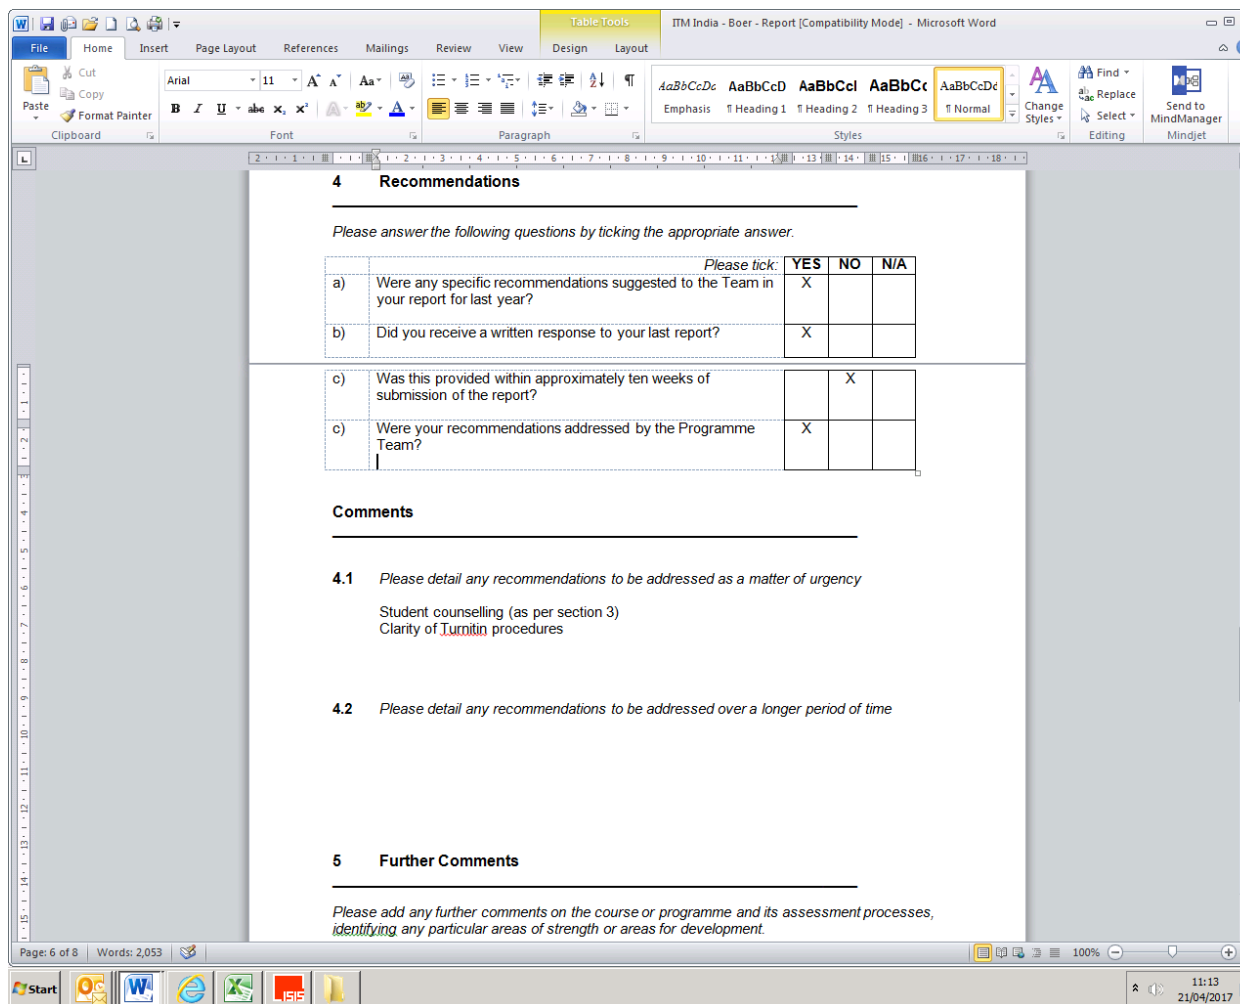 ITM India - Boer - Report [Compatibility Mode] - Microsoft Word
Table Tools
File Home Insert Page Layout References Mailings Review View Design Layout
Paste
Cut
Copy
Format Painter
Clipboard
Arial 11
Font
Paragraph
AaBbCcDc AaBbCcD AaBbCcI AaBbCc AaBbCcDd
Emphasis ¶ Heading 1 ¶ Heading 2 ¶ Heading 3 ¶ Normal
Change Styles
Styles
Find
Replace
Select
Editing
Send to MindManager
Mindjet
4 Recommendations
Please answer the following questions by ticking the appropriate answer.
Please tick: YES NO N/A
a) Were any specific recommendations suggested to the Team in X
your report for last year?
b) Did you receive a written response to your last report? X
c) Was this provided within approximately ten weeks of X
submission of the report?
c) Were your recommendations addressed by the Programme X
Team?
Comments
4.1 Please detail any recommendations to be addressed as a matter of urgency
Student counselling (as per section 3)
Clarity of Turnitin procedures
4.2 Please detail any recommendations to be addressed over a longer period of time
5 Further Comments
Please add any further comments on the course or programme and its assessment processes,
identifying any particular areas of strength or areas for development.
Page: 6 of 8 Words: 2,053 100%
Start
ISIS
11:13
21/04/2017